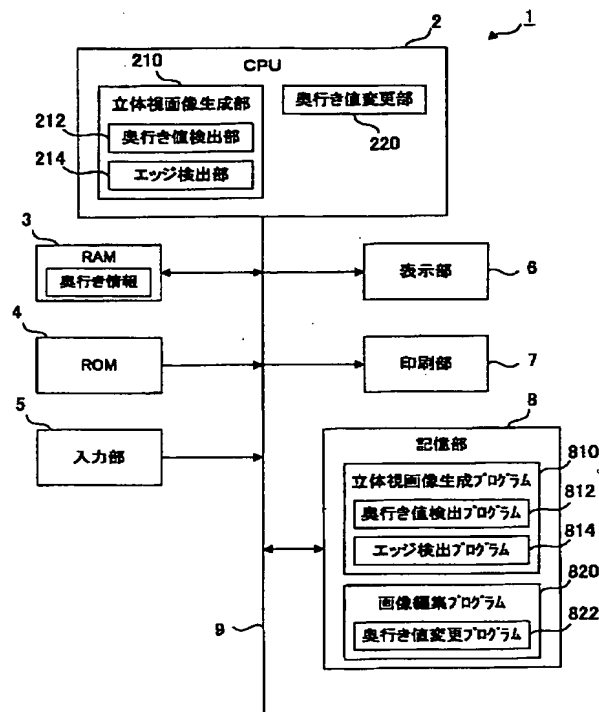 1
2
CPU
210
立体視画像生成部
212
奥行き値検出部
214
エッジ検出部
奥行き値変更部
220
3
RAM
奥行き情報
表示部
6
4
ROM
印刷部
7
5
入力部
8
記憶部
810
立体視画像生成プログラム
812
奥行き値検出プログラム
814
エッジ検出プログラム
820
画像編集プログラム
822
奥行き値変更プログラム
9